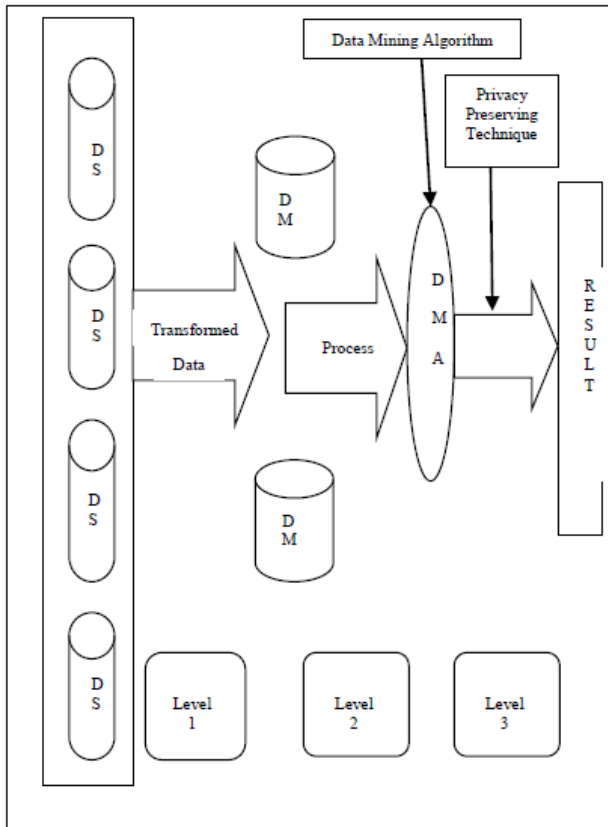 Data Mining Algorithm
Privacy
Preserving
Technique
D
S
D
S
D
S
D
S
Transformed
Data
D
M
D
M
Process
D
M
A
R
E
S
U
L
T
Level
1
Level
2
Level
3